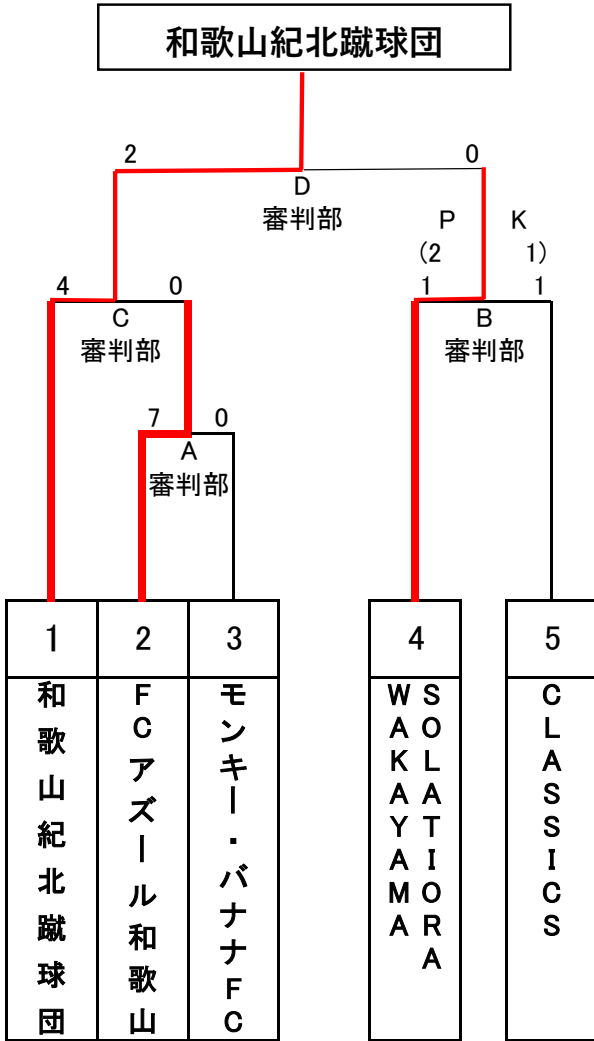 和歌山紀北蹴球団
2 0
D
審判部
P K
(2 1)
4 0 1 1
C B
審判部 審判部
7 0
A
審判部
1 2 3 4 5
和歌山紀北蹴球団
FCアズール和歌山
モンキー・バナナFC
SOLATIORA
WAKAYAMA
CLASSICS